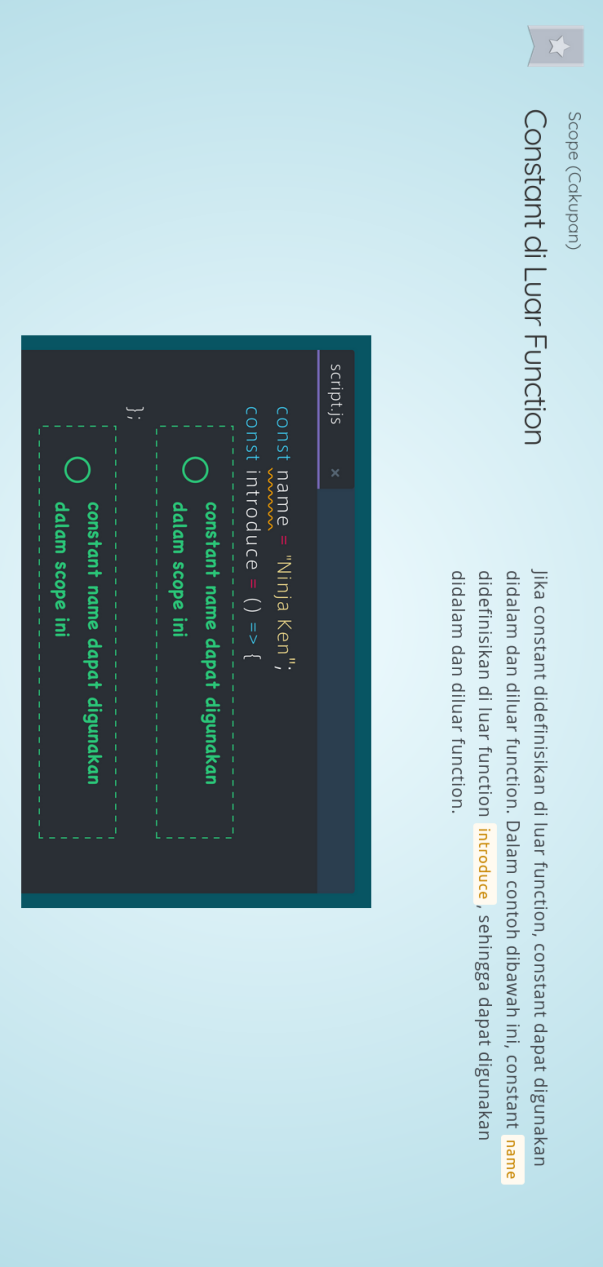 Scope (Cakupan)
Constant di Luar Function
Jika constant didefinisikan di luar function, constant dapat digunakan
didalam dan diluar function. Dalam contoh dibawah ini, constant name
didefinisikan di luar function introduce, sehingga dapat digunakan
didalam dan diluar function.
script.js ×
const name = "Ninja Ken";
const introduce = () => {
constant name dapat digunakan
dalam scope ini
};
constant name dapat digunakan
dalam scope ini